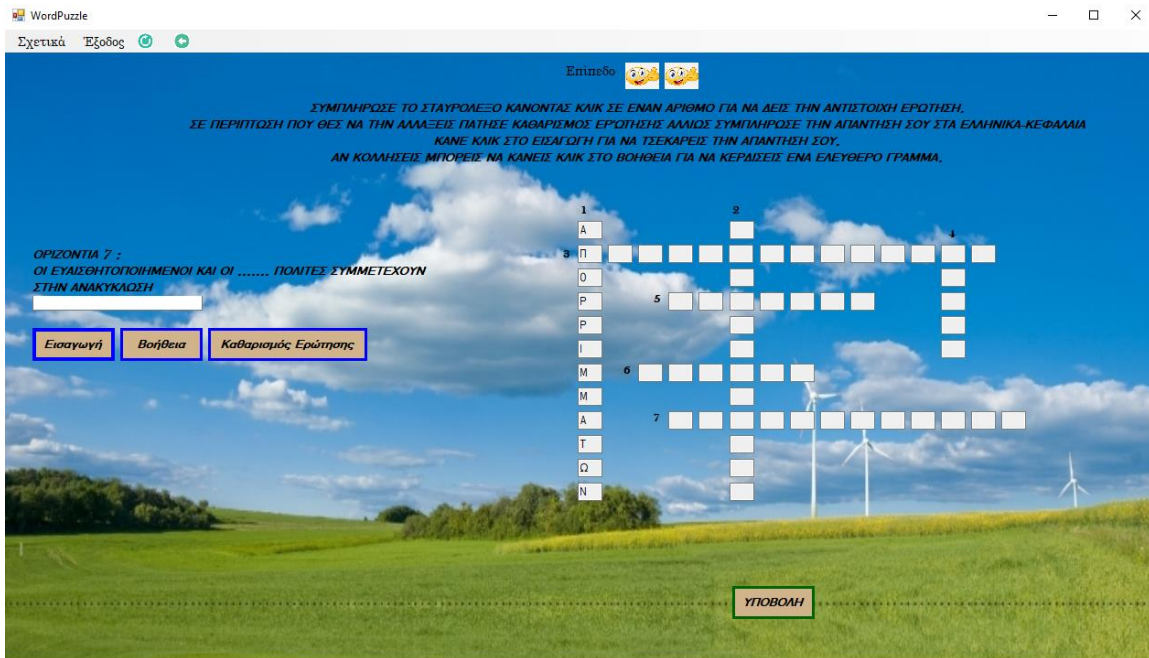 WordPuzzle
Σχετικά Έξοδος
Επίπεδο
ΣΥΜΠΛΗΡΩΣΕ ΤΟ ΣΤΑΥΡΟΛΕΞΟ ΚΑΝΟΝΤΑΣ ΚΛΙΚ ΣΕ ΕΝΑΝ ΑΡΙΘΜΟ ΓΙΑ ΝΑ ΔΕΙΣ ΤΗΝ ΑΝΤΙΣΤΟΙΧΗ ΕΡΩΤΗΣΗ.
ΣΕ ΠΕΡΙΠΤΩΣΗ ΠΟΥ ΘΕΣ ΝΑ ΤΗΝ ΑΛΛΑΞΕΙΣ ΠΑΤΗΣΕ ΚΑΘΑΡΙΣΜΟΣ ΕΡΏΤΗΣΗΣ ΑΛΛΙΩΣ ΣΥΜΠΛΗΡΩΣΕ ΤΗΝ ΑΠΑΝΤΗΣΗ ΣΟΥ ΣΤΑ ΕΛΛΗΝΙΚΑ-ΚΕΦΑΛΑΙΑ
ΚΑΝΕ ΚΛΙΚ ΣΤΟ ΕΙΣΑΓΩΓΗ ΓΙΑ ΝΑ ΤΣΕΚΑΡΕΙΣ ΤΗΝ ΑΠΑΝΤΗΣΗ ΣΟΥ.
ΑΝ ΚΟΛΛΗΣΕΙΣ ΜΠΟΡΕΙΣ ΝΑ ΚΑΝΕΙΣ ΚΛΙΚ ΣΤΟ ΒΟΗΘΕΙΑ ΓΙΑ ΝΑ ΚΕΡΔΙΣΕΙΣ ΕΝΑ ΕΛΕΥΘΕΡΟ ΓΡΑΜΜΑ.
ΟΡΙΖΟΝΤΙΑ 7 :
ΟΙ ΕΥΑΙΣΘΗΤΟΠΟΙΗΜΕΝΟΙ ΚΑΙ ΟΙ ....... ΠΟΛΙΤΕΣ ΣΥΜΜΕΤΕΧΟΥΝ
ΣΤΗΝ ΑΝΑΚΥΚΛΩΣΗ
Εισαγωγή Βοήθεια Καθαρισμός Ερώτησης
1 2
Α
4
3 Π
Ο
Ρ 5
Ρ
Ι
Μ 6
Μ
Α 7
Τ
Ω
Ν
ΥΠΟΒΟΛΗ